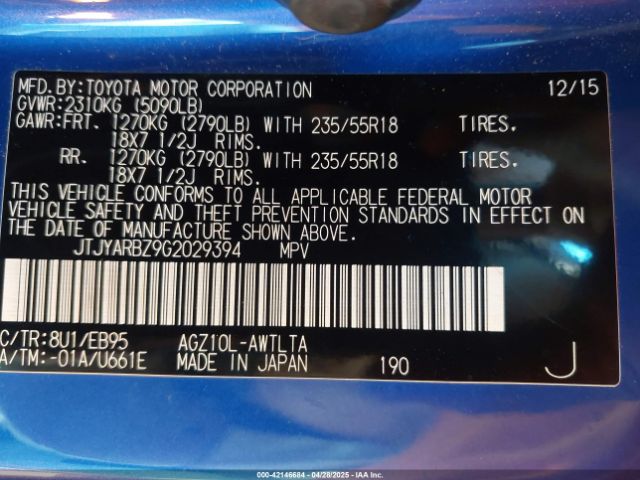 MFD.BY:TOYOTA MOTOR CORPORATION 12/15
GVWR:2310KG (5090LB)
GAWR:FRT. 1270KG (2790LB) WITH 235/55R18 TIRES.
18X7 1/2J RIMS.
RR. 1270KG (2790LB) WITH 235/55R18 TIRES.
18X7 1/2J RIMS.
THIS VEHICLE CONFORMS TO ALL APPLICABLE FEDERAL MOTOR
VEHICLE SAFETY AND THEFT PREVENTION STANDARDS IN EFFECT ON
THE DATE OF MANUFACTURE SHOWN ABOVE.
JTJYARBZ9G2029394 MPV
C/TR:8U1/EB95 AGZ10L-AWTLTA
A/TM:-01A/U661E MADE IN JAPAN 190 J
000-42146684 04/28/2025 IAA Inc.